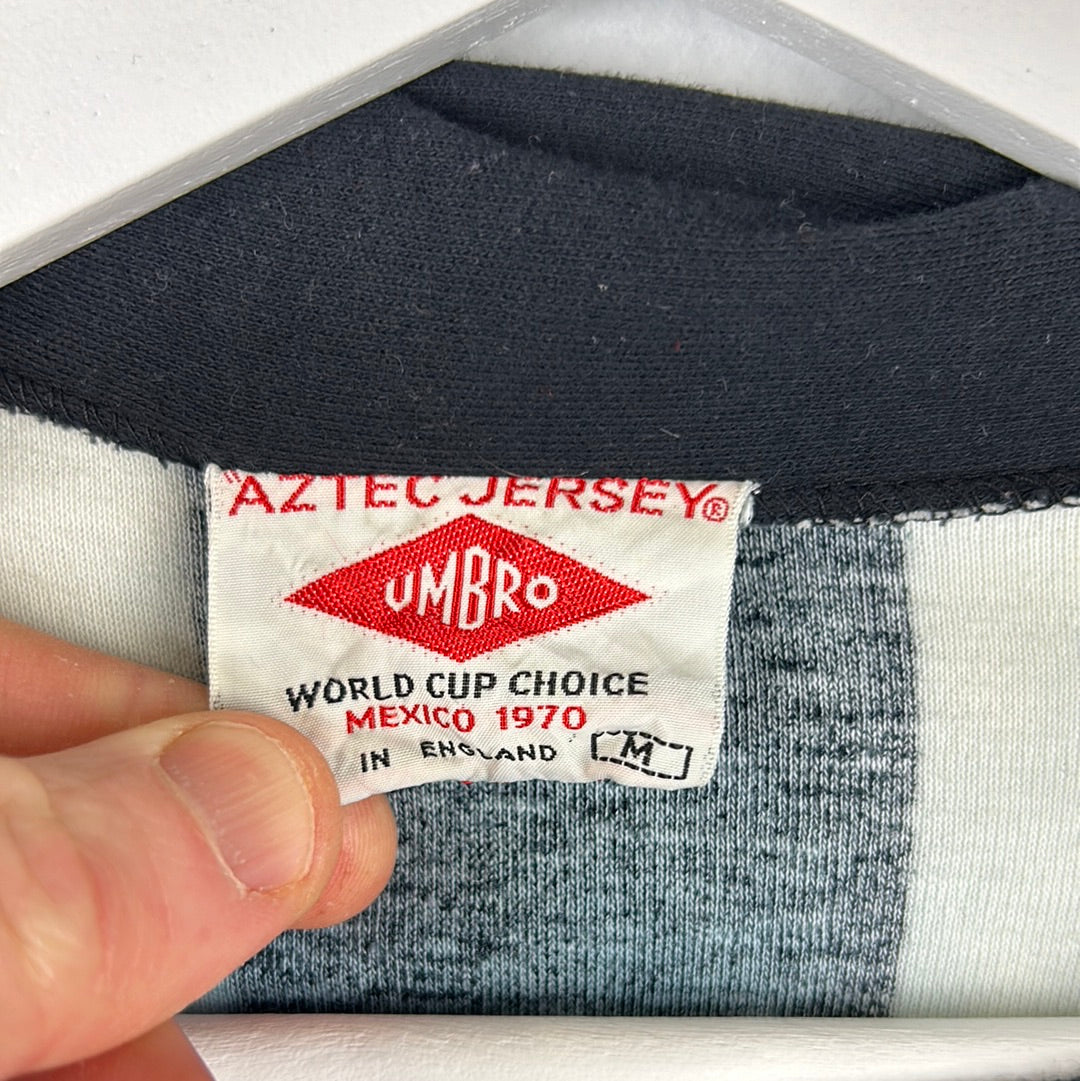 "AZTEC JERSEY®
UMBRO
WORLD CUP CHOICE
MEXICO 1970
IN ENGLAND M